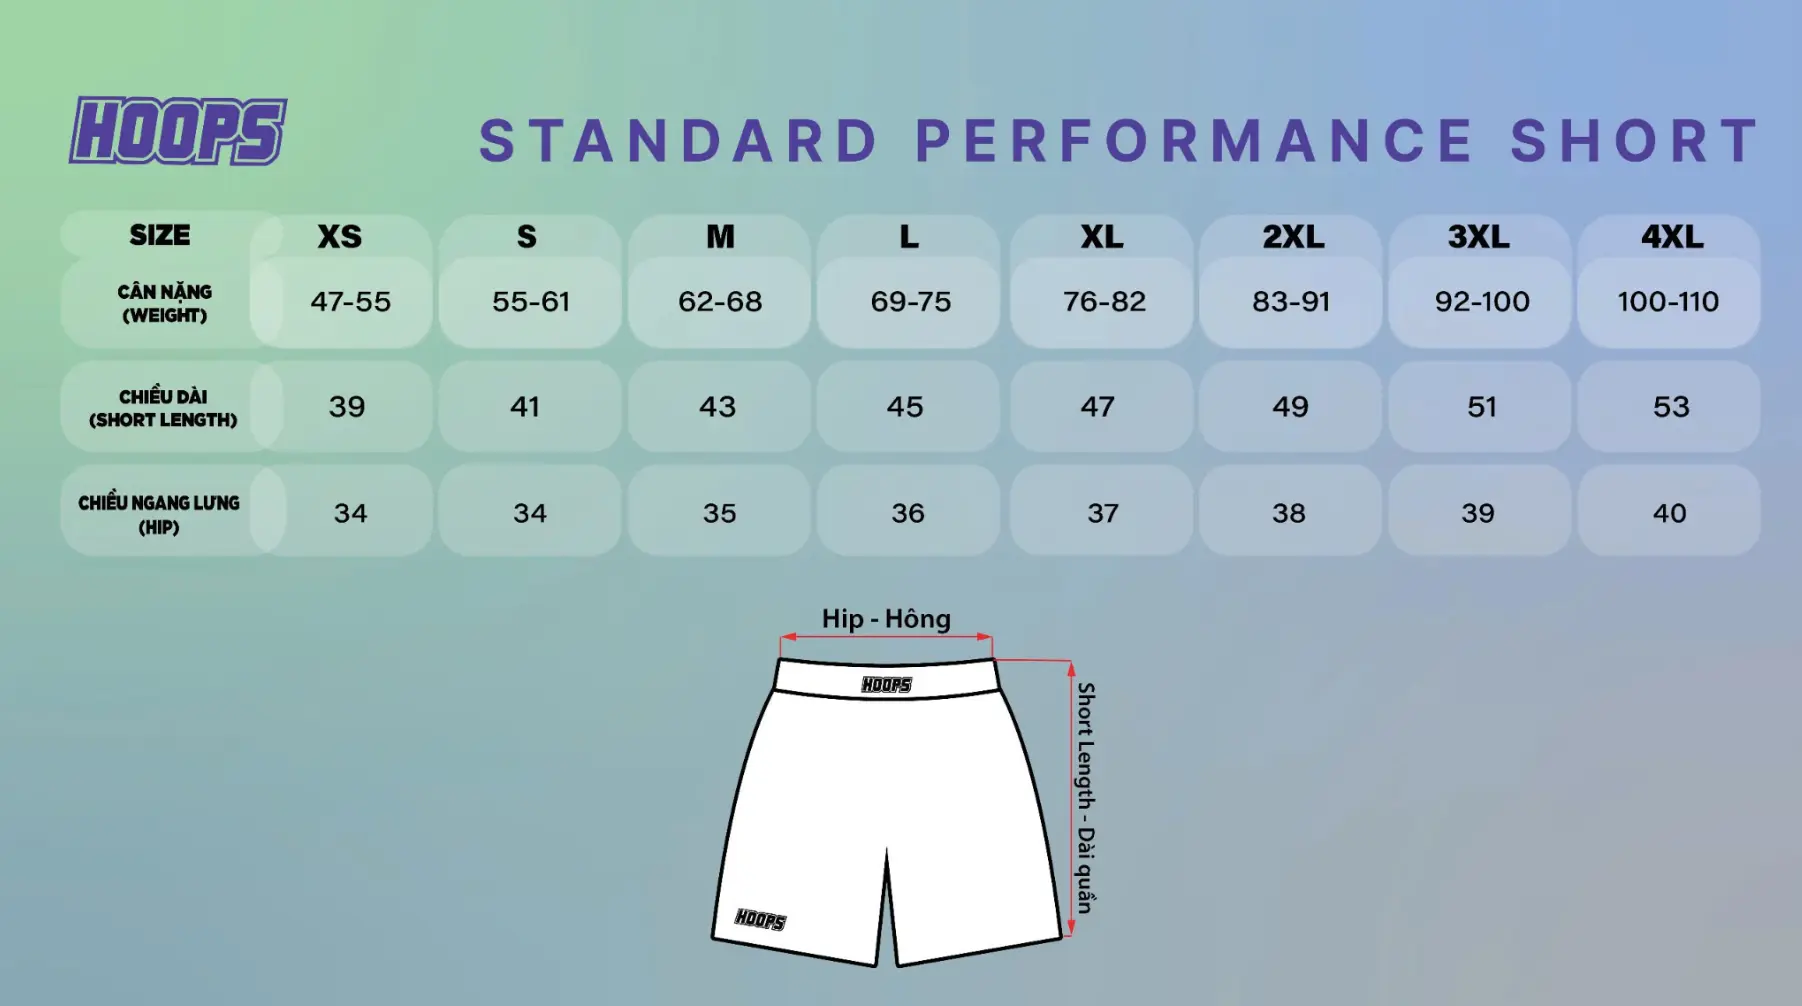 HOOPS
STANDARD PERFORMANCE SHORT
SIZE XS S M L XL 2XL 3XL 4XL
CÂN NẶNG
(WEIGHT)
47-55 55-61 62-68 69-75 76-82 83-91 92-100 100-110
CHIỀU DÀI
(SHORT LENGTH)
39 41 43 45 47 49 51 53
CHIỀU NGANG LƯNG
(HIP)
34 34 35 36 37 38 39 40
Hip - Hông
HOOPS
Short Length - Dài quần
HOOPS